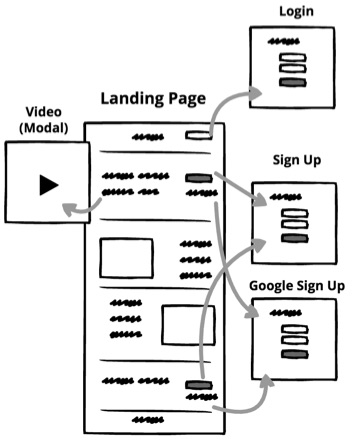 Login
Landing Page
Video
(Modal)
Sign Up
Google Sign Up